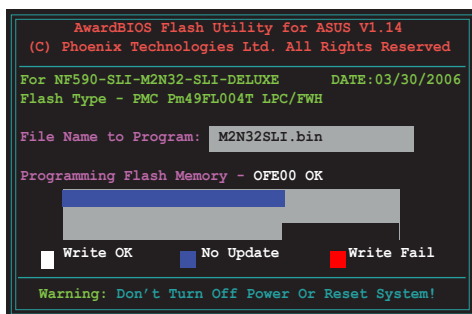 AwardBIOS Flash Utility for ASUS V1.14
(C) Phoenix Technologies Ltd. All Rights Reserved
For NF590-SLI-M2N32-SLI-DELUXE DATE:03/30/2006
Flash Type - PMC Pm49FL004T LPC/FWH
File Name to Program: M2N32SLI.bin
Programming Flash Memory - OFE00 OK
Write OK No Update Write Fail
Warning: Don't Turn Off Power Or Reset System!